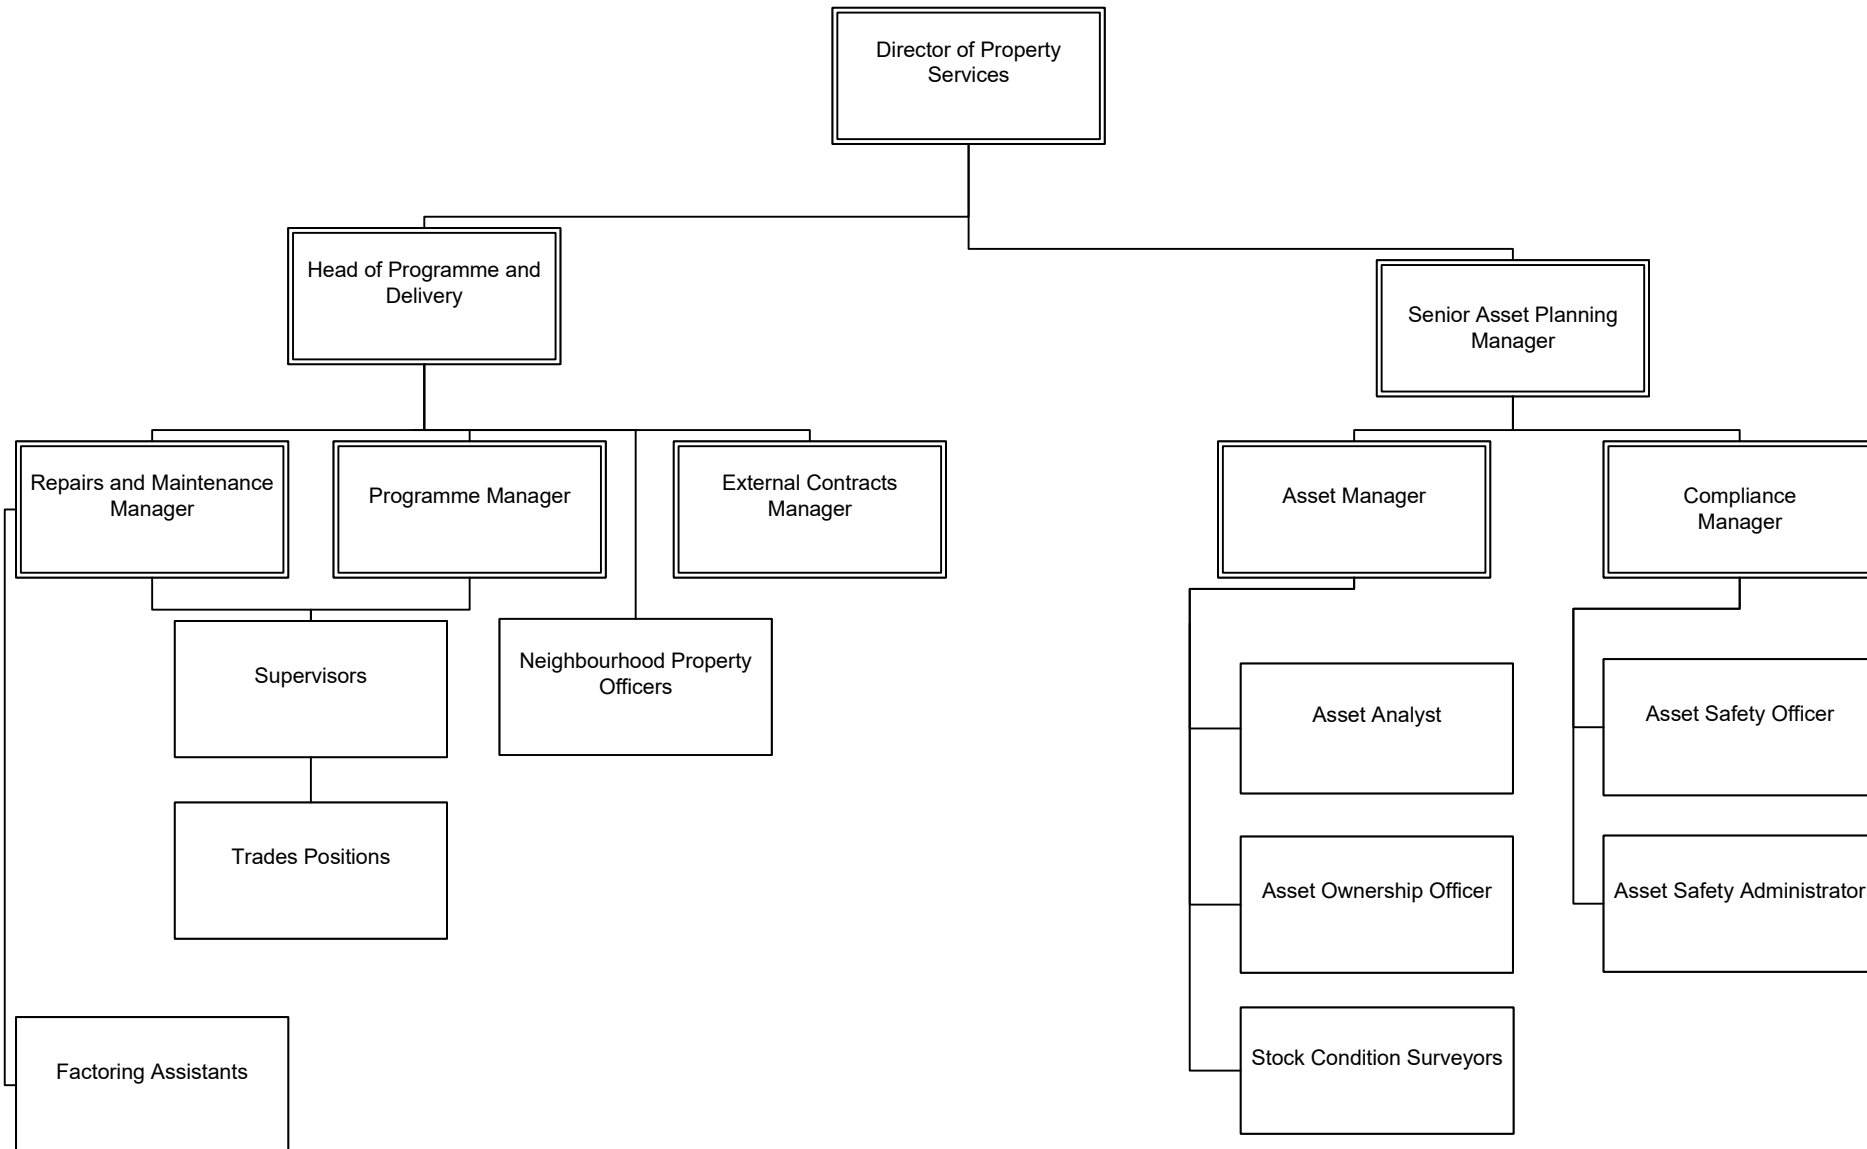 Director of Property
Services
Head of Programme and
Delivery
Senior Asset Planning
Manager
Repairs and Maintenance
Manager
Programme Manager
External Contracts
Manager
Asset Manager
Compliance
Manager
Supervisors
Neighbourhood Property
Officers
Asset Analyst
Asset Safety Officer
Trades Positions
Asset Ownership Officer
Asset Safety Administrator
Factoring Assistants
Stock Condition Surveyors